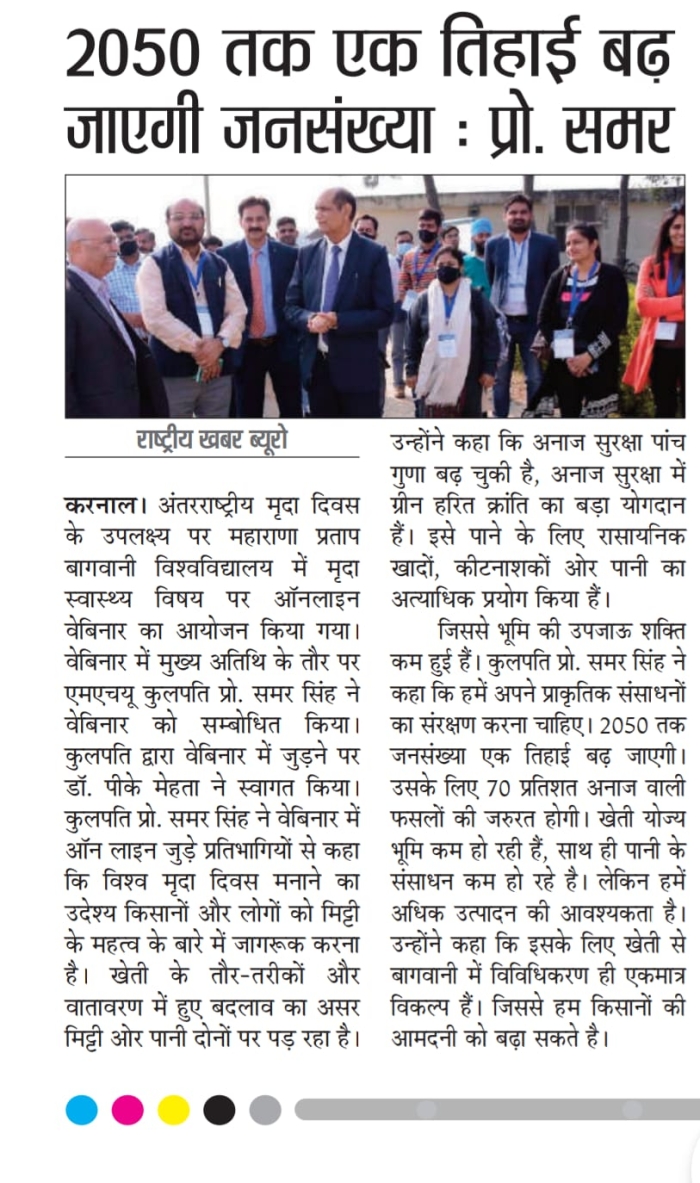 2050 तक एक तिहाई बढ़
जाएगी जनसंख्या : प्रो. समर
राष्ट्रीय खबर ब्यूरो
करनाल। अंतरराष्ट्रीय मृदा दिवस
के उपलक्ष्य पर महाराणा प्रताप
बागवानी विश्वविद्यालय में मृदा
स्वास्थ्य विषय पर ऑनलाइन
वेबिनार का आयोजन किया गया।
वेबिनार में मुख्य अतिथि के तौर पर
एमएचयू कुलपति प्रो. समर सिंह ने
वेबिनार को सम्बोधित किया।
कुलपति द्वारा वेबिनार में जुड़ने पर
डॉ. पीके मेहता ने स्वागत किया।
कुलपति प्रो. समर सिंह ने वेबिनार में
ऑन लाइन जुड़े प्रतिभागियों से कहा
कि विश्व मृदा दिवस मनाने का
उदेश्य किसानों और लोगों को मिट्टी
के महत्व के बारे में जागरूक करना
है। खेती के तौर-तरीकों और
वातावरण में हुए बदलाव का असर
मिट्टी ओर पानी दोनों पर पड़ रहा है।
उन्होंने कहा कि अनाज सुरक्षा पांच
गुणा बढ़ चुकी है, अनाज सुरक्षा में
ग्रीन हरित क्रांति का बड़ा योगदान
हैं। इसे पाने के लिए रासायनिक
खादों, कीटनाशकों ओर पानी का
अत्याधिक प्रयोग किया हैं।
जिससे भूमि की उपजाऊ शक्ति
कम हुई हैं। कुलपति प्रो. समर सिंह ने
कहा कि हमें अपने प्राकृतिक संसाधनों
का संरक्षण करना चाहिए। 2050 तक
जनसंख्या एक तिहाई बढ़ जाएगी।
उसके लिए 70 प्रतिशत अनाज वाली
फसलों की जरुरत होगी। खेती योग्य
भूमि कम हो रही हैं, साथ ही पानी के
संसाधन कम हो रहे है। लेकिन हमें
अधिक उत्पादन की आवश्यकता है।
उन्होंने कहा कि इसके लिए खेती से
बागवानी में विविधिकरण ही एकमात्र
विकल्प हैं। जिससे हम किसानों की
आमदनी को बढ़ा सकते है।